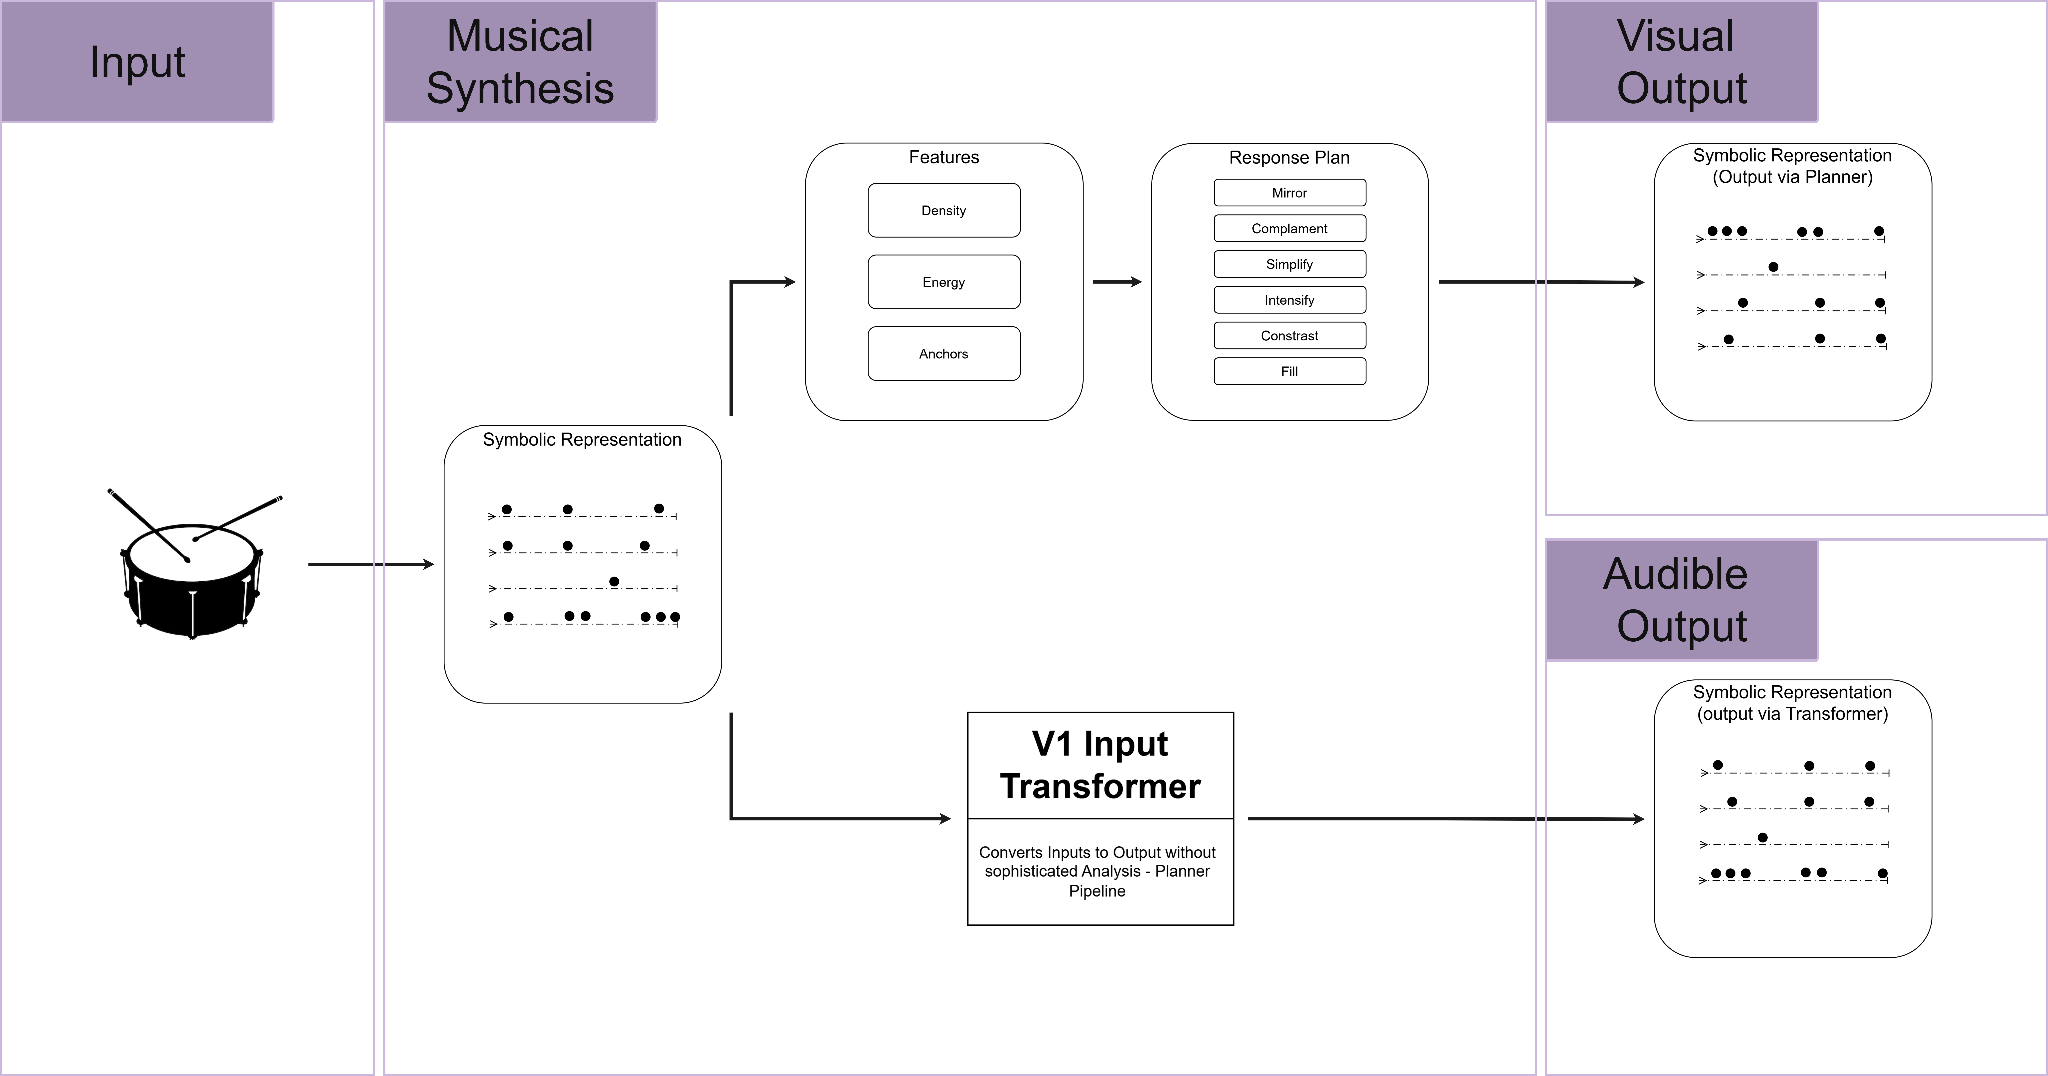 Input
Musical
Synthesis
Visual
Output
Features
Density
Energy
Anchors
Response Plan
Mirror
Complament
Simplify
Intensify
Constrast
Fill
Symbolic Representation
(Output via Planner)
Symbolic Representation
Audible
Output
V1 Input
Transformer
Converts Inputs to Output without
sophisticated Analysis - Planner
Pipeline
Symbolic Representation
(output via Transformer)